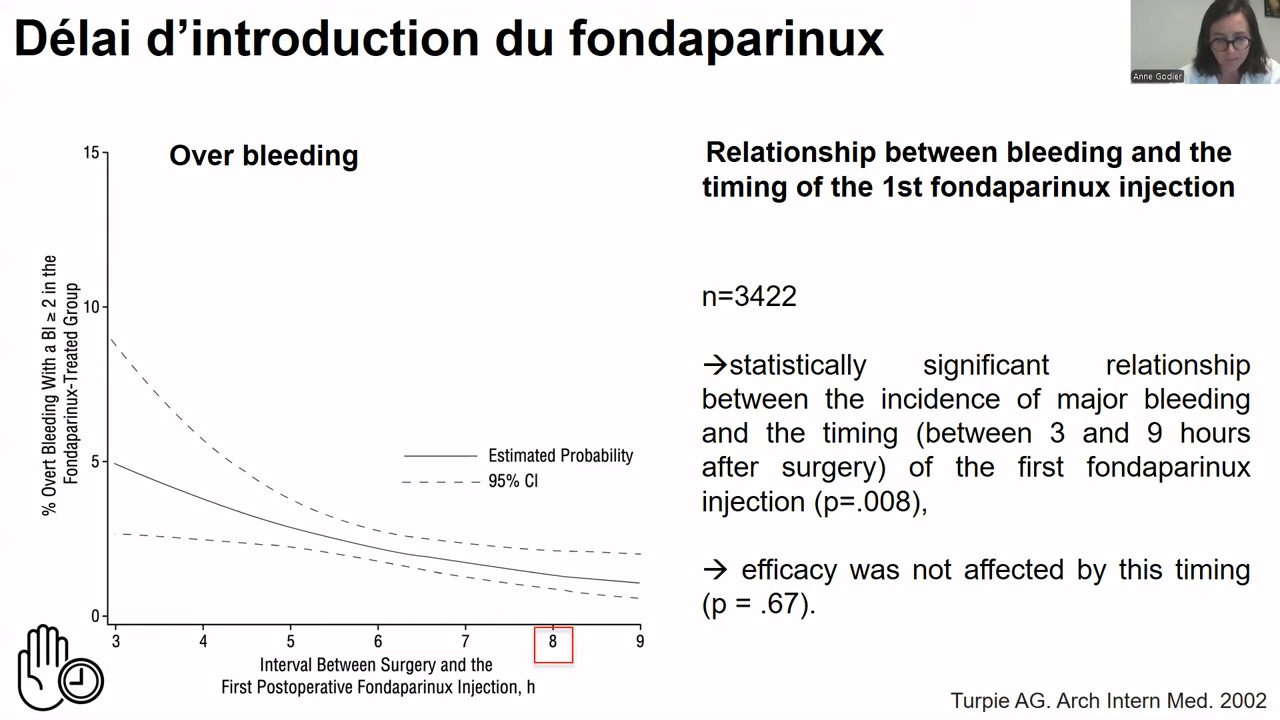 Délai d’introduction du fondaparinux
Anne Godier
Over bleeding
15
10
5
0
% Overt Bleeding With a BI ≥ 2 in the
Fondaparinux-Treated Group
Estimated Probability
95% CI
3 4 5 6 7 8 9
Interval Between Surgery and the
First Postoperative Fondaparinux Injection, h
Relationship between bleeding and the
timing of the 1st fondaparinux injection
n=3422
→statistically significant relationship
between the incidence of major bleeding
and the timing (between 3 and 9 hours
after surgery) of the first fondaparinux
injection (p=.008),
→ efficacy was not affected by this timing
(p = .67).
Turpie AG. Arch Intern Med. 2002